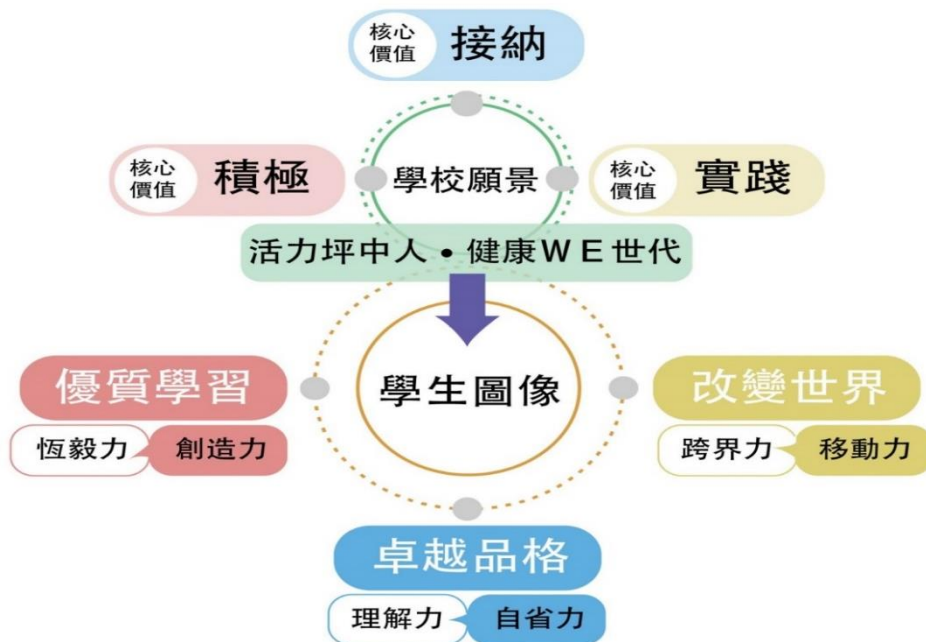 核心
價值
接納
核心
價值
積極
學校願景
核心
價值
實踐
活力坪中人•健康WE世代
優質學習
恆毅力
創造力
學生圖像
改變世界
跨界力
移動力
卓越品格
理解力
自省力